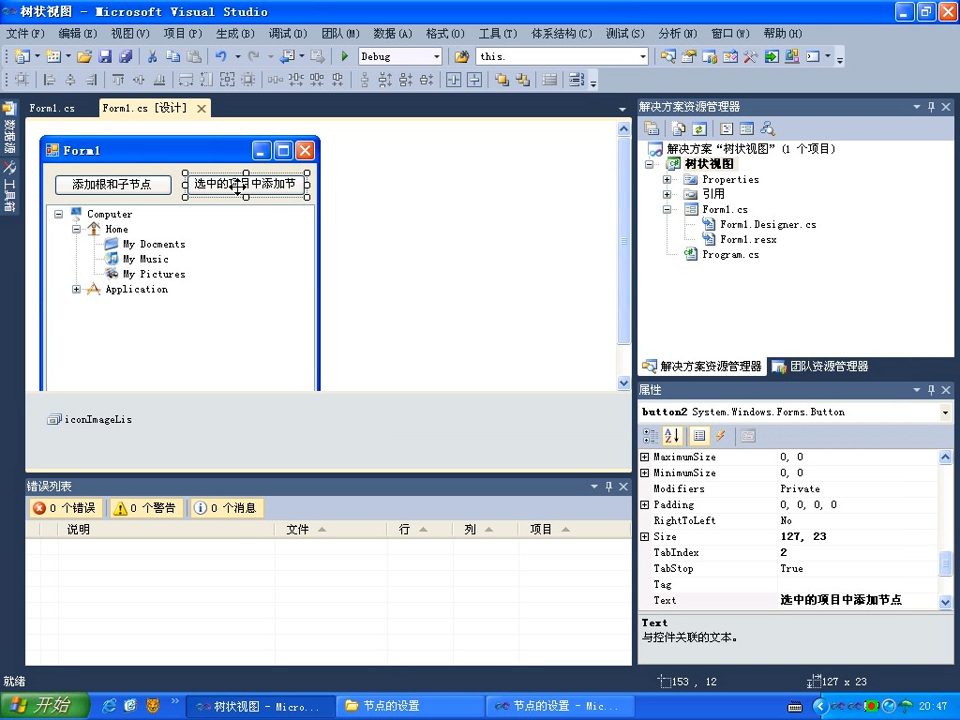 树状视图 - Microsoft Visual Studio
文件(F) 编辑(E) 视图(V) 项目(P) 生成(B) 调试(D) 团队(M) 数据(A) 格式(O) 工具(T) 体系结构(C) 测试(S) 分析(N) 窗口(W) 帮助(H)
Debug this.
Form1.cs Form1.cs [设计]
数据源
工具箱
Form1
添加根和子节点 选中的项目中添加节
Computer
Home
My Docments
My Music
My Pictures
Application
iconImageLis
错误列表
0 个错误 0 个警告 0 个消息
说明 文件 行 列 项目
解决方案资源管理器
解决方案“树状视图”(1 个项目)
树状视图
Properties
引用
Form1.cs
Form1.Designer.cs
Form1.resx
Program.cs
解决方案资源管理器 团队资源管理器
属性
button2 System.Windows.Forms.Button
MaximumSize 0, 0
MinimumSize 0, 0
Modifiers Private
Padding 0, 0, 0, 0
RightToLeft No
Size 127, 23
TabIndex 2
TabStop True
Tag
Text 选中的项目中添加节点
Text
与控件关联的文本。
就绪 153 , 12 127 x 23
开始 树状视图 - Micro... 节点的设置 节点的设置 - Mic... 20:47